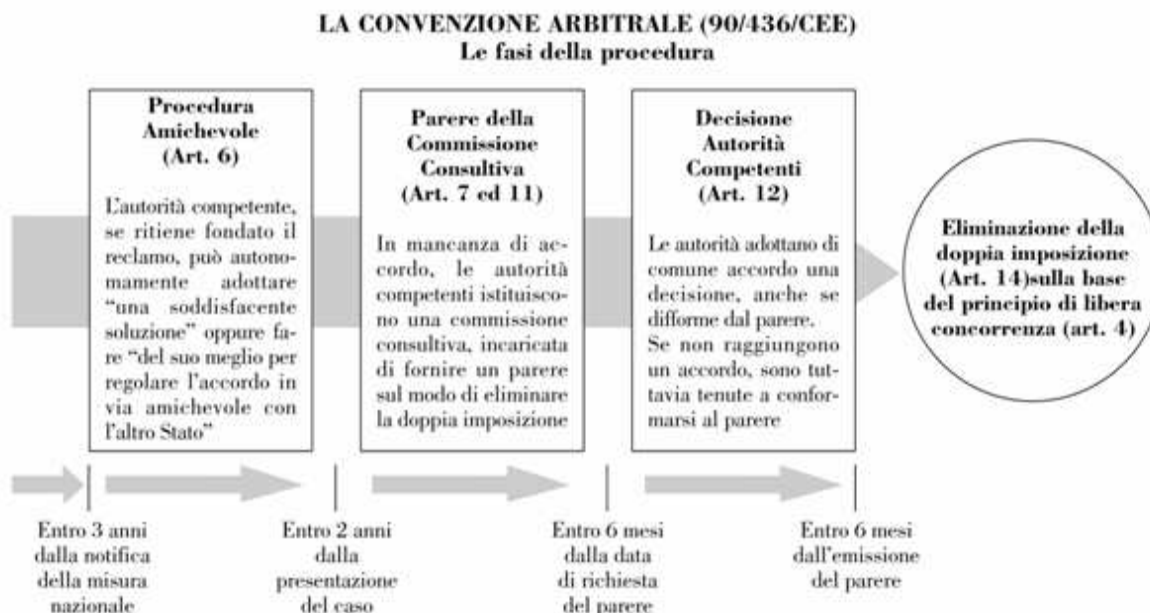 LA CONVENZIONE ARBITRALE (90/436/CEE)
Le fasi della procedura
Procedura
Amichevole
(Art. 6)
L'autorità competente,
se ritiene fondato il
reclamo, può autono-
mamente adottare
"una soddisfacente
soluzione" oppure fa-
re "del suo meglio per
regolare l'accordo in
via amichevole con
l'altro Stato"
Parere della
Commissione
Consultiva
(Art. 7 ed 11)
In mancanza di ac-
cordo, le autorità
competenti istituisco-
no una commissione
consultiva, incaricata
di fornire un parere
sul modo di eliminare
la doppia imposizione
Decisione
Autorità
Competenti
(Art. 12)
Le autorità adottano di
comune accordo una
decisione, anche se
difforme dal parere.
Se non raggiungono
un accordo, sono tut-
tavia tenute a confor-
marsi al parere
Eliminazione della
doppia imposizione
(Art. 14)sulla base
del principio di libera
concorrenza (art. 4)
Entro 3 anni
dalla notifica
della misura
nazionale
Entro 2 anni
dalla
presentazione
del caso
Entro 6 mesi
dalla data
di richiesta
del parere
Entro 6 mesi
dall'emissione
del parere